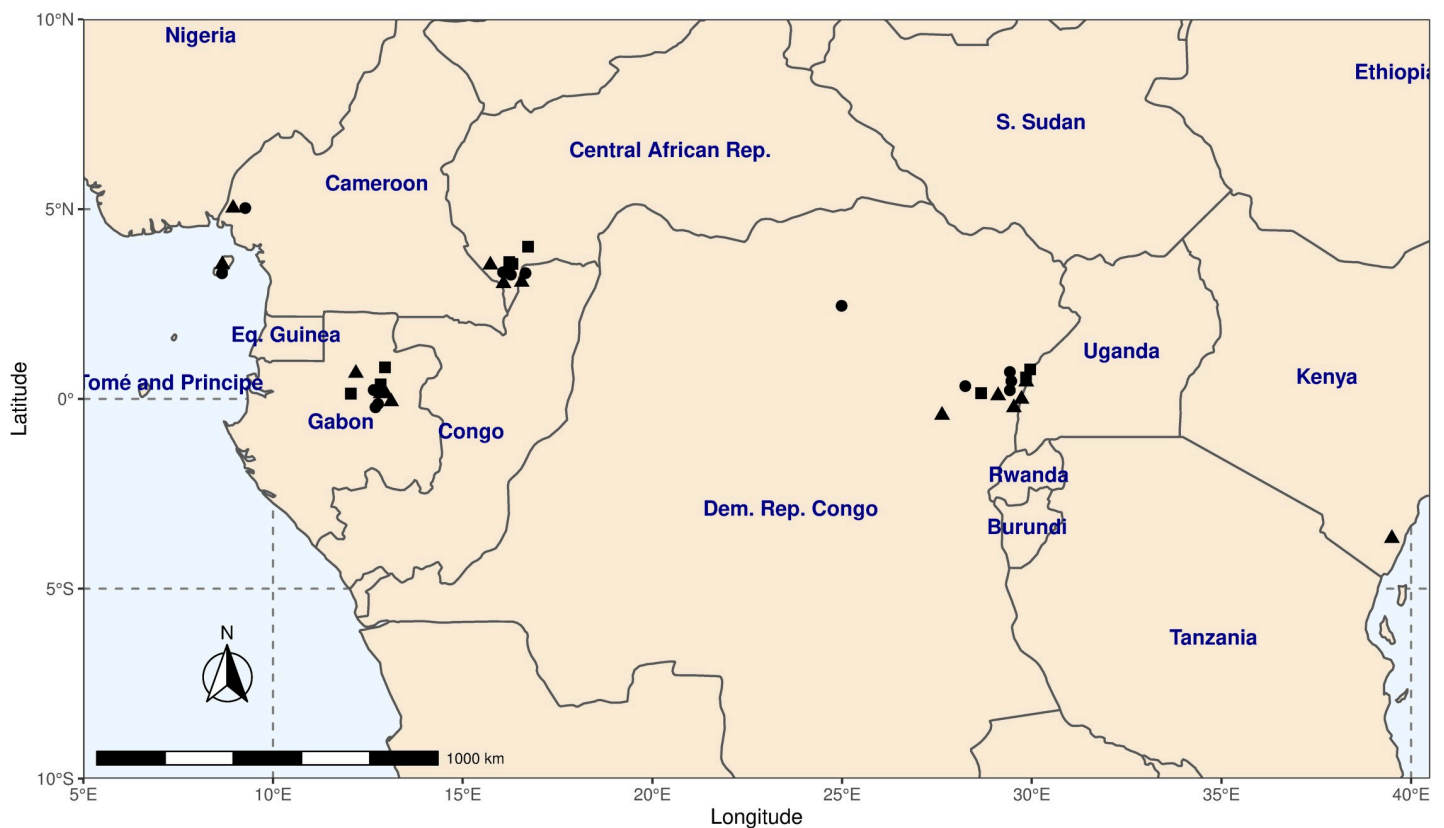 10°N
Nigeria
Ethiopia
S. Sudan
Central African Rep.
Cameroon
5°N
Eq. Guinea
Uganda
Tomé and Principe
Kenya
0°
Gabon
Congo
Rwanda
Dem. Rep. Congo
Burundi
5°S
N
Tanzania
1000 km
10°S
5°E 10°E 15°E 20°E 25°E 30°E 35°E 40°E
Longitude
Latitude